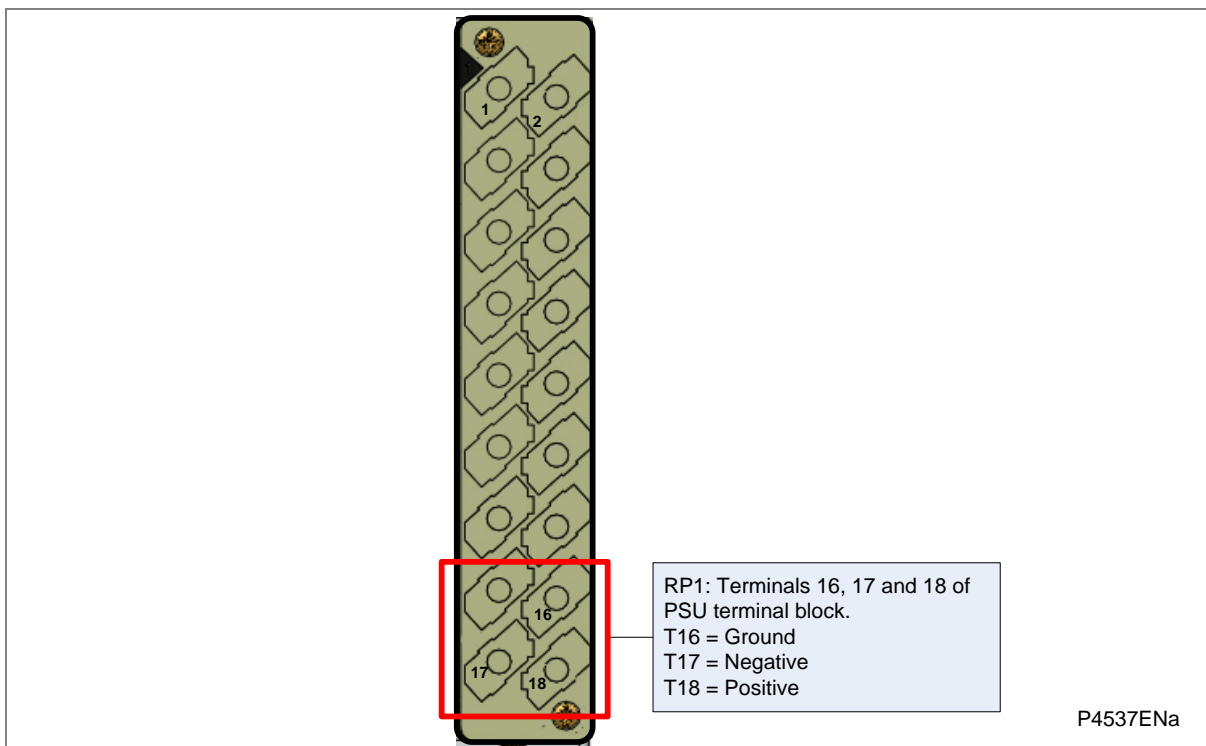 1
1
2
16
17
18
RP1: Terminals 16, 17 and 18 of
PSU terminal block.
T16 = Ground
T17 = Negative
T18 = Positive
P4537ENa